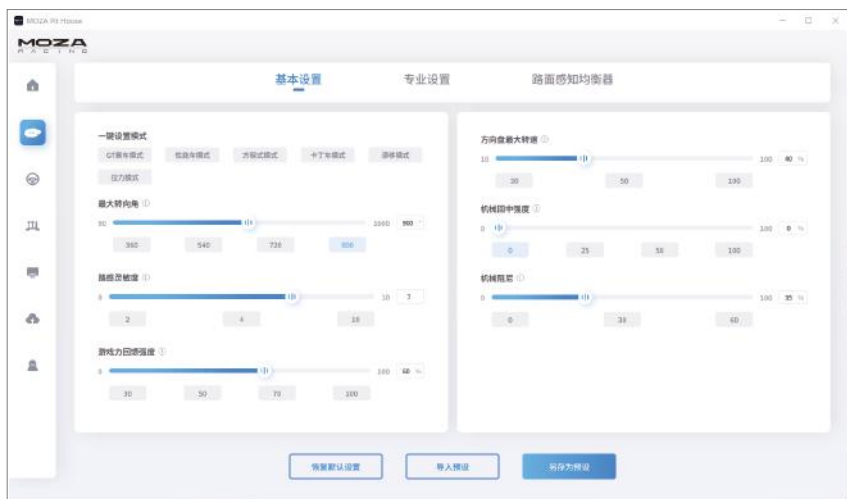 MOZA Pit House
MOZA
RACING
基本设置 专业设置 路面感知均衡器
一键设置模式
GT赛车模式 性能车模式 方程式模式 卡丁车模式 漂移模式
拉力模式
最大转向角
90 2000 900 °
360 540 720 900
路感灵敏度
0 10 7
2 4 10
游戏力回馈强度
0 100 60 %
30 50 70 100
方向盘最大转速
10 100 40 %
30 50 100
机械回中强度
0 100 0 %
0 25 50 100
机械阻尼
0 100 35 %
0 30 60
恢复默认设置 导入预设 另存为预设